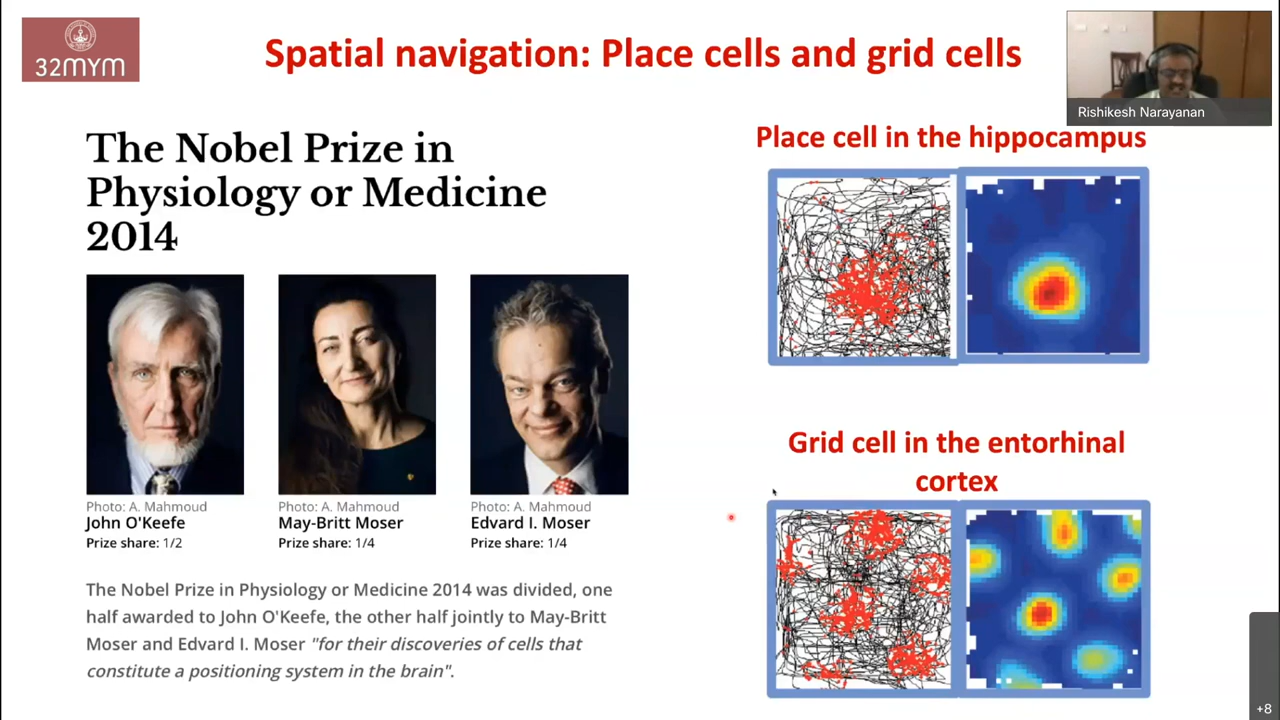 32MYM
Spatial navigation: Place cells and grid cells
Rishikesh Narayanan
The Nobel Prize in
Physiology or Medicine
2014
Photo: A. Mahmoud
John O'Keefe
Prize share: 1/2
Photo: A. Mahmoud
May-Britt Moser
Prize share: 1/4
Photo: A. Mahmoud
Edvard I. Moser
Prize share: 1/4
The Nobel Prize in Physiology or Medicine 2014 was divided, one
half awarded to John O'Keefe, the other half jointly to May-Britt
Moser and Edvard I. Moser "for their discoveries of cells that
constitute a positioning system in the brain".
Place cell in the hippocampus
Grid cell in the entorhinal
cortex
+8